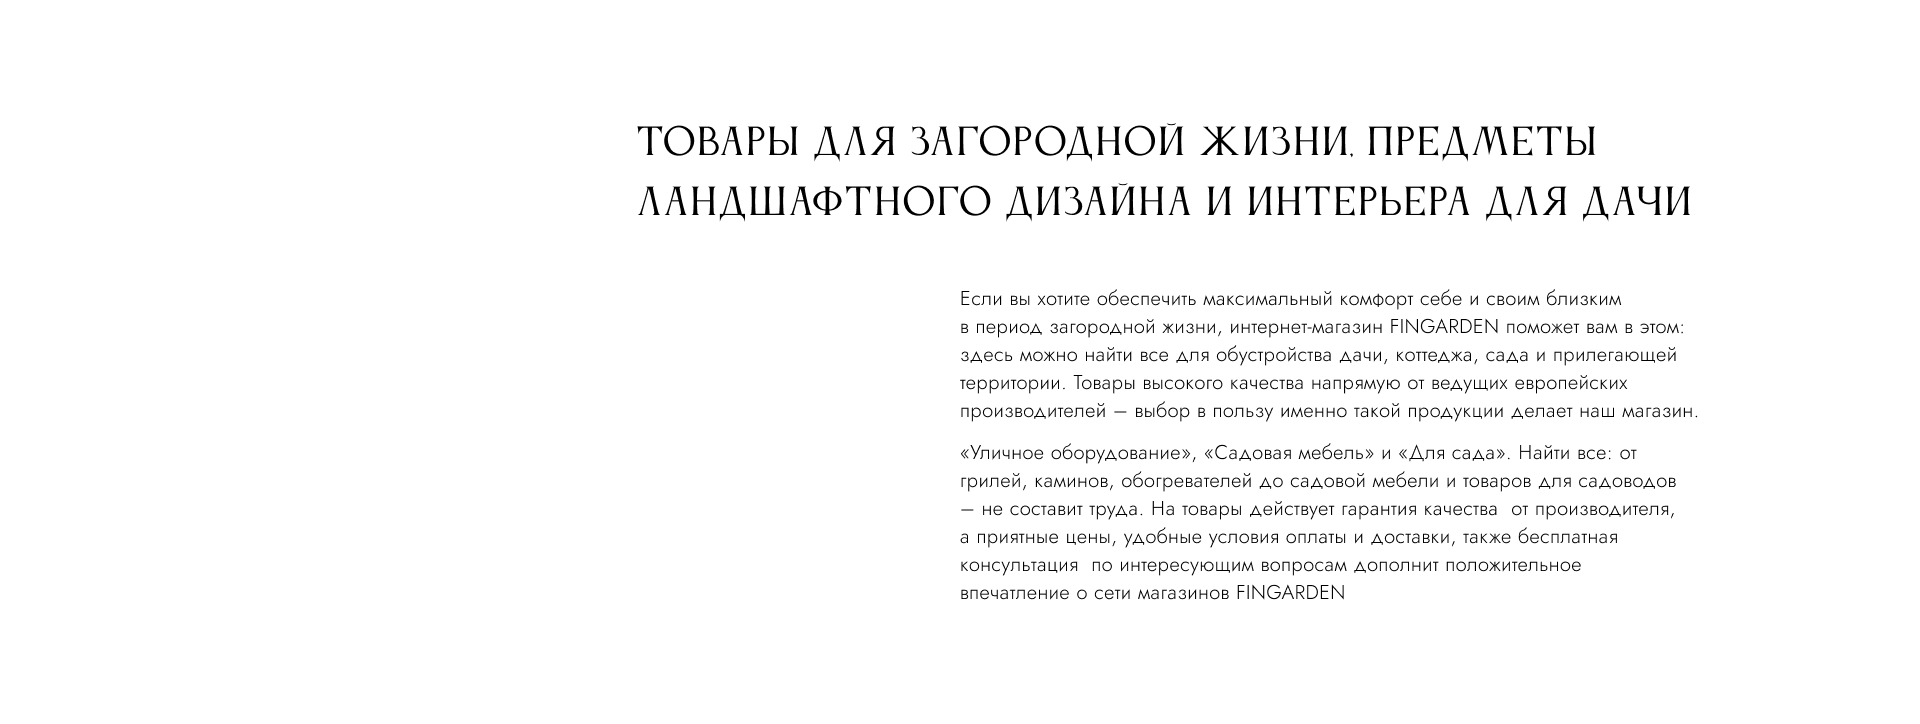 ТОВАРЫ ДЛЯ ЗАГОРОДНОЙ ЖИЗНИ, ПРЕДМЕТЫ
ЛАНДШАФТНОГО ДИЗАЙНА И ИНТЕРЬЕРА ДЛЯ ДАЧИ
Если вы хотите обеспечить максимальный комфорт себе и своим близким
в период загородной жизни, интернет-магазин FINGARDEN поможет вам в этом:
здесь можно найти все для обустройства дачи, коттеджа, сада и прилегающей
территории. Товары высокого качества напрямую от ведущих европейских
производителей – выбор в пользу именно такой продукции делает наш магазин.
«Уличное оборудование», «Садовая мебель» и «Для сада». Найти все: от
грилей, каминов, обогревателей до садовой мебели и товаров для садоводов
– не составит труда. На товары действует гарантия качества  от производителя,
а приятные цены, удобные условия оплаты и доставки, также бесплатная
консультация  по интересующим вопросам дополнит положительное
впечатление о сети магазинов FINGARDEN